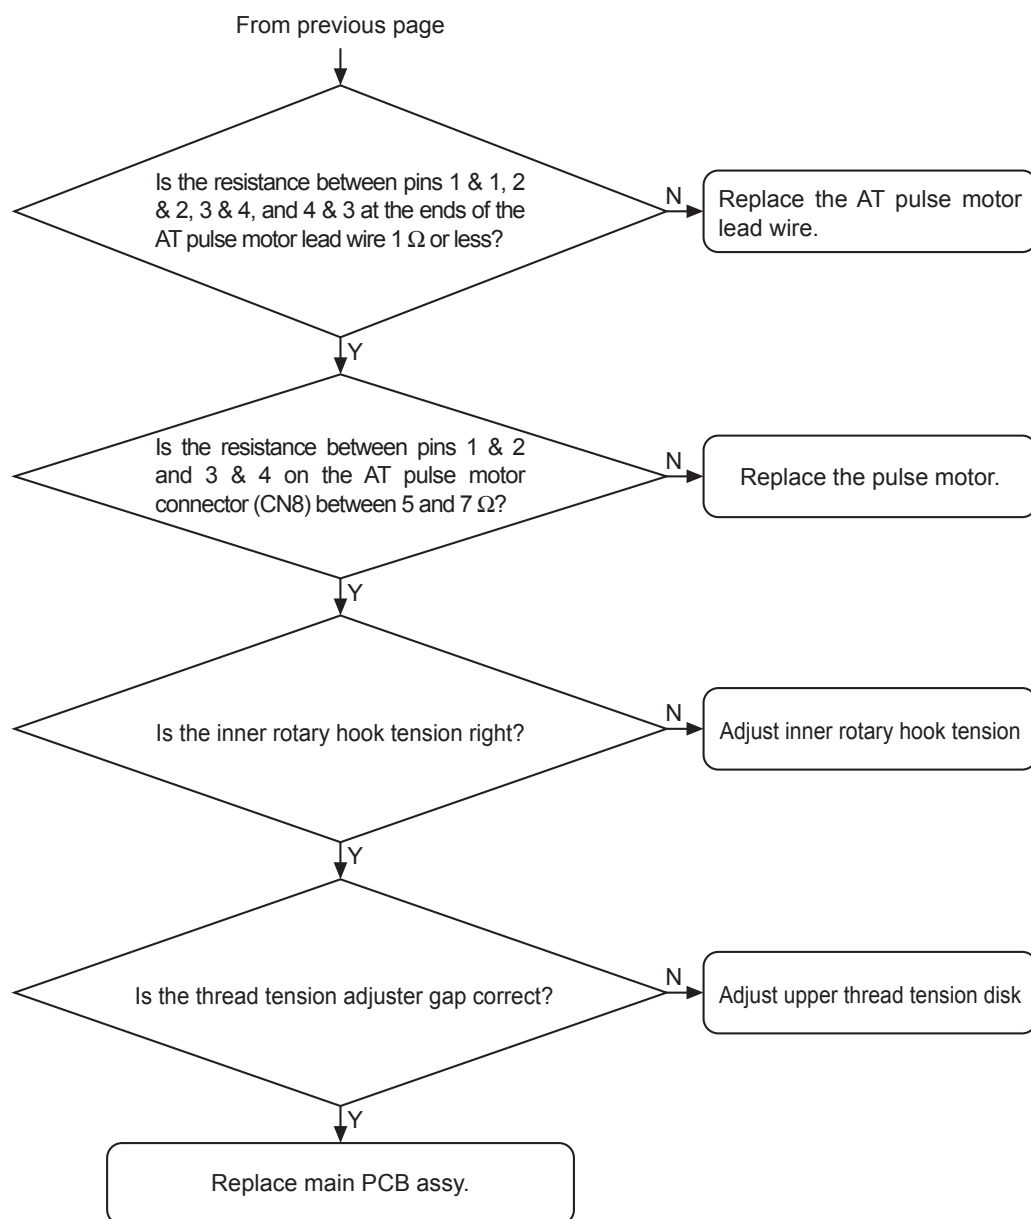 From previous page
Is the resistance between pins 1 & 1, 2
& 2, 3 & 4, and 4 & 3 at the ends of the
AT pulse motor lead wire 1 Ω or less?
N
Replace the AT pulse motor
lead wire.
Y
Is the resistance between pins 1 & 2
and 3 & 4 on the AT pulse motor
connector (CN8) between 5 and 7 Ω?
N
Replace the pulse motor.
Y
Is the inner rotary hook tension right?
N
Adjust inner rotary hook tension
Y
Is the thread tension adjuster gap correct?
N
Adjust upper thread tension disk
Y
Replace main PCB assy.